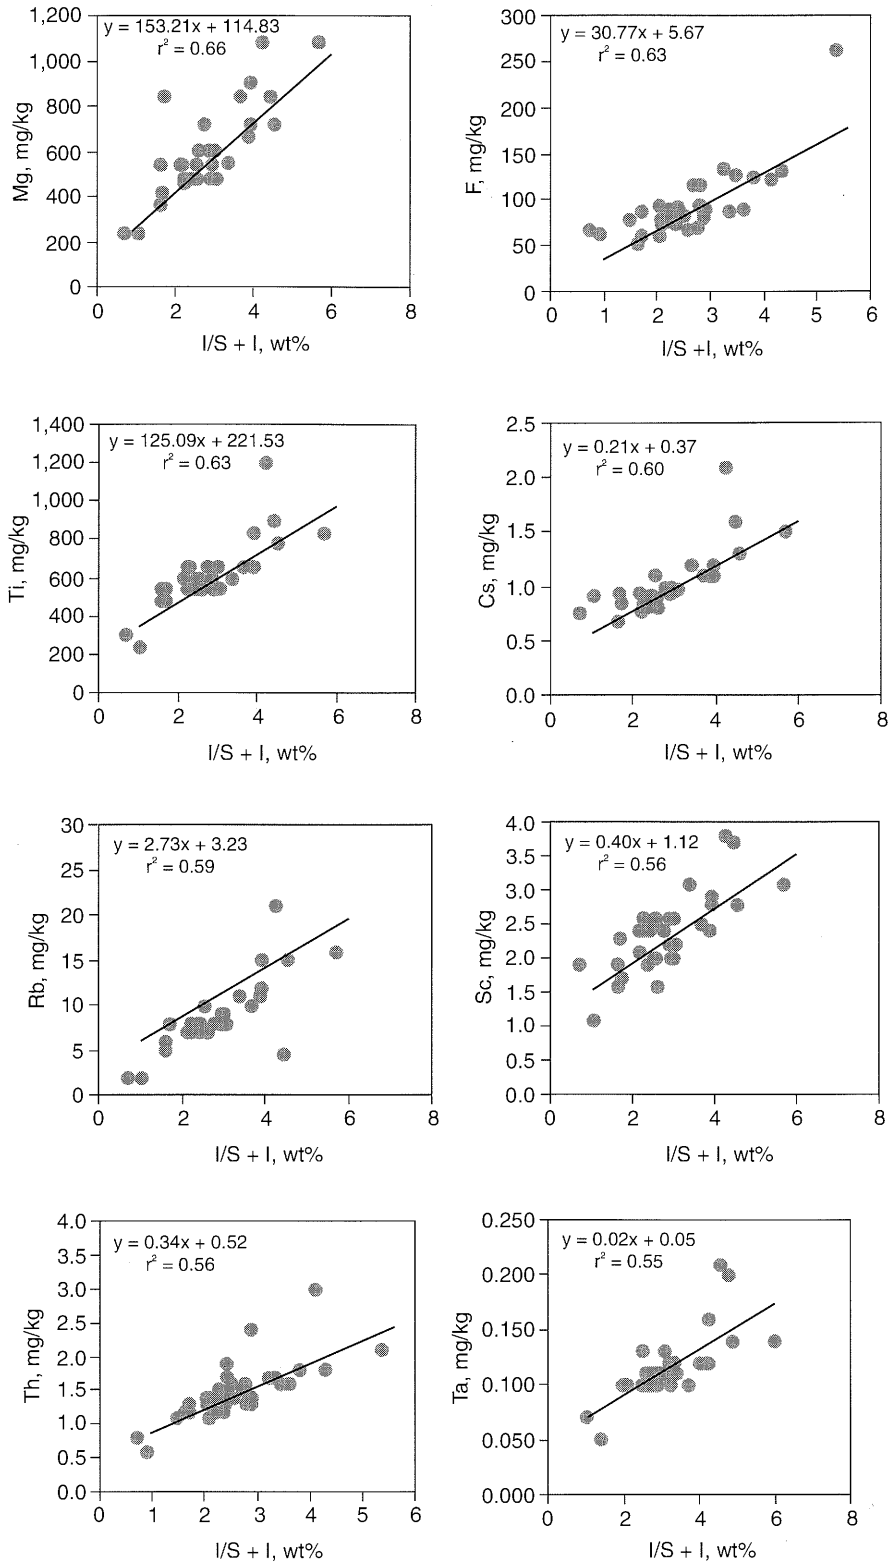 y = 153.21x + 114.83
r² = 0.66
1,200
1,000
800
600
400
200
0
Mg, mg/kg
0 2 4 6 8
I/S + I, wt%
y = 30.77x + 5.67
r² = 0.63
300
250
200
150
100
50
0
F, mg/kg
0 1 2 3 4 5 6
I/S +I, wt%
y = 125.09x + 221.53
r² = 0.63
1,400
1,200
1,000
800
600
400
200
0
Ti, mg/kg
0 2 4 6 8
I/S + I, wt%
y = 0.21x + 0.37
r² = 0.60
2.5
2.0
1.5
1.0
0.5
0.0
Cs, mg/kg
0 2 4 6 8
I/S + I, wt%
y = 2.73x + 3.23
r² = 0.59
30
25
20
15
10
5
0
Rb, mg/kg
0 2 4 6 8
I/S + I, wt%
y = 0.40x + 1.12
r² = 0.56
4.0
3.5
3.0
2.5
2.0
1.5
1.0
0.5
0.0
Sc, mg/kg
0 2 4 6 8
I/S + I, wt%
y = 0.34x + 0.52
r² = 0.56
4.0
3.5
3.0
2.5
2.0
1.5
1.0
0.5
0.0
Th, mg/kg
0 1 2 3 4 5 6
I/S + I, wt%
y = 0.02x + 0.05
r² = 0.55
0.250
0.200
0.150
0.100
0.050
0.000
Ta, mg/kg
0 2 4 6 8
I/S + I, wt%